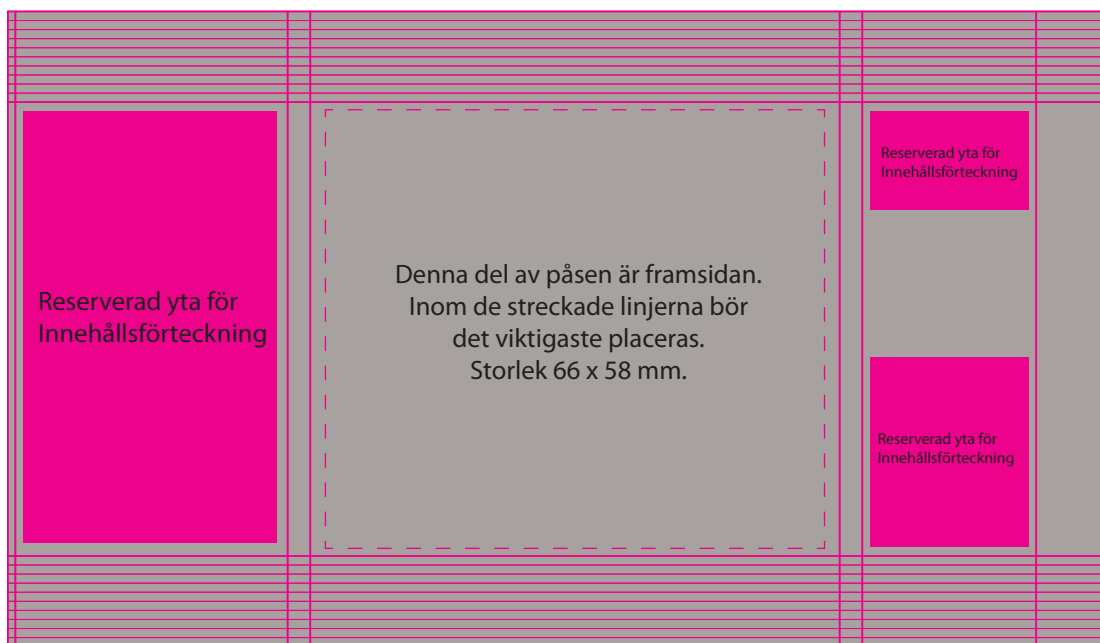 Reserverad yta för
Innehållsförteckning
Denna del av påsen är framsidan.
Inom de streckade linjerna bör
det viktigaste placeras.
Storlek 66 x 58 mm.
Reserverad yta för
Innehållsförteckning
Reserverad yta för
Innehållsförteckning